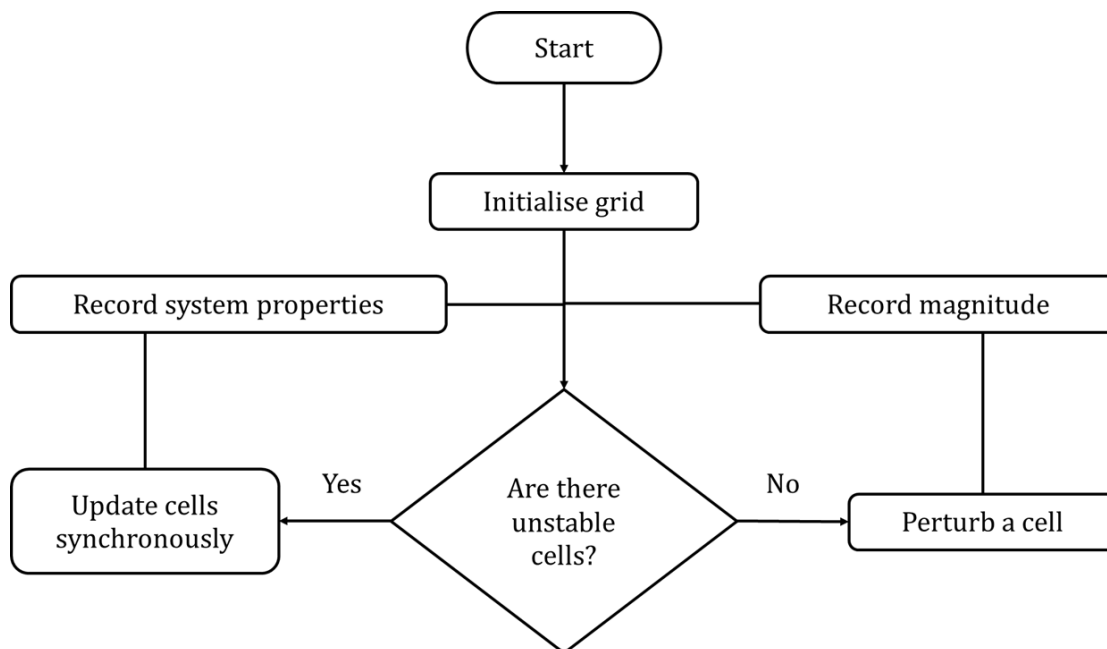 Start
Initialise grid
Record system properties
Record magnitude
Yes
Are there
unstable
cells?
No
Update cells
synchronously
Perturb a cell